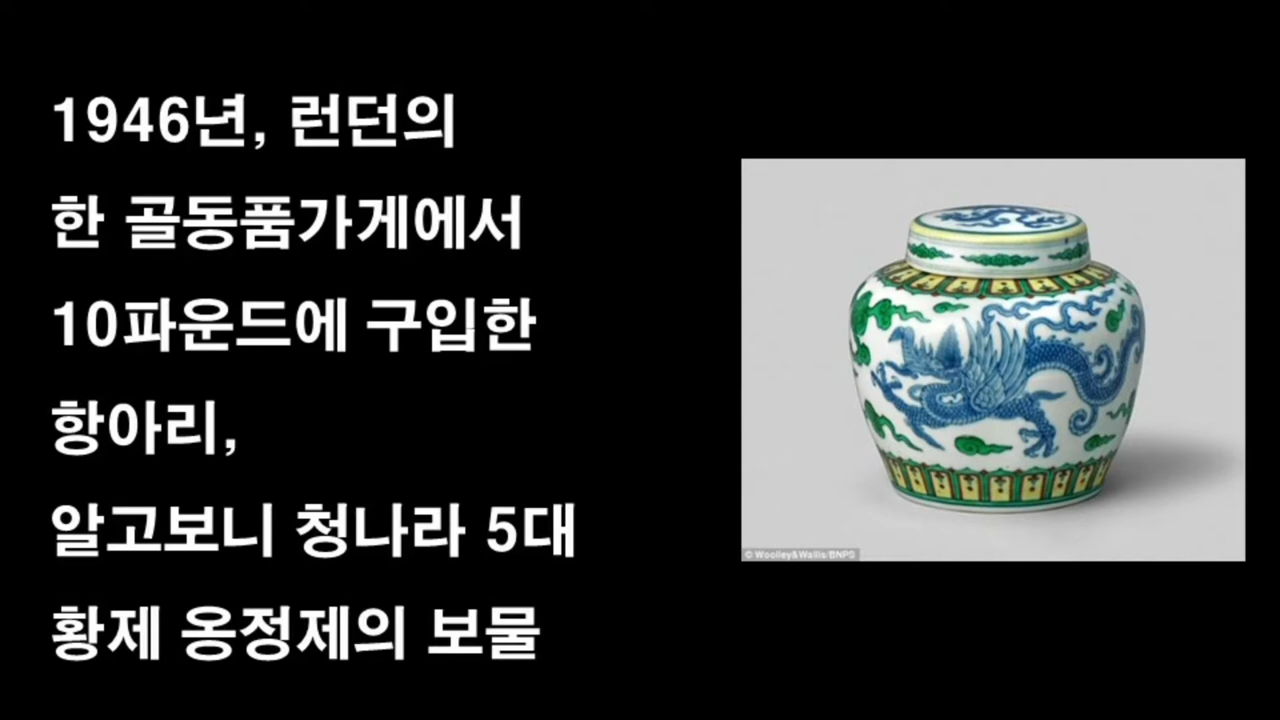 1946년, 런던의
한 골동품가게에서
10파운드에 구입한
항아리,
알고보니 청나라 5대
황제 옹정제의 보물
© Woolley&Wallis/BNPS